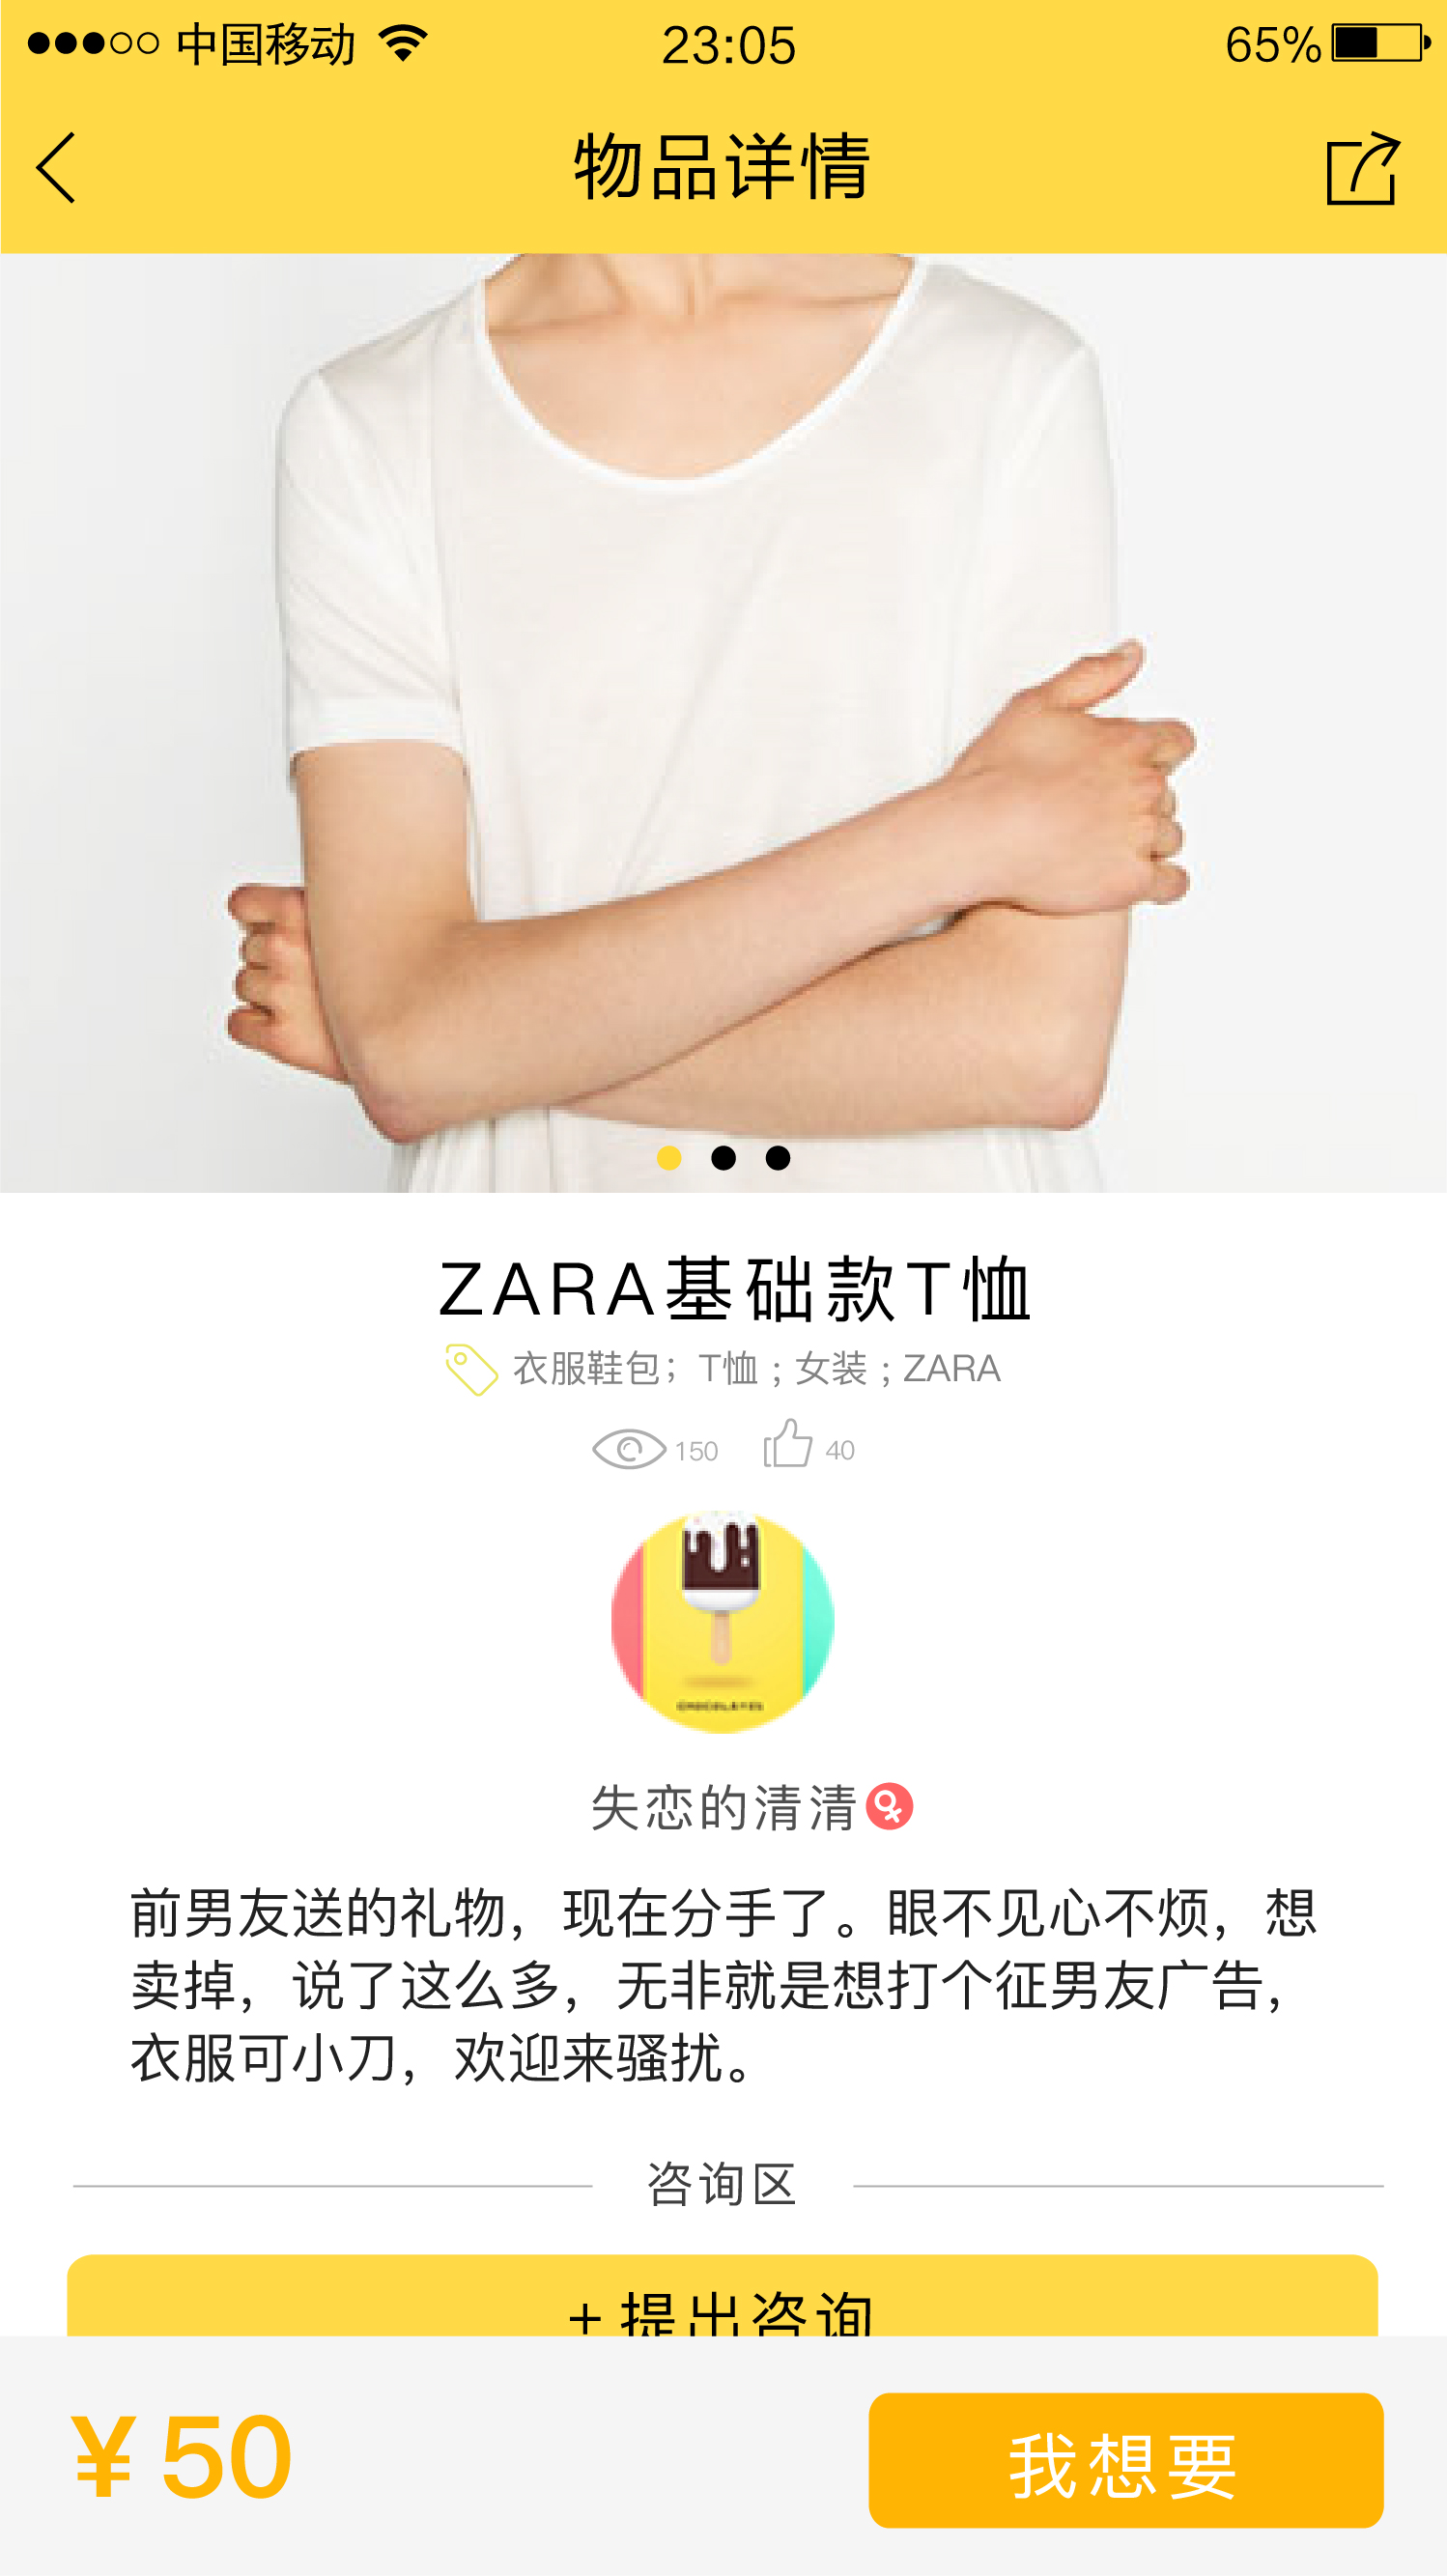 中国移动 23:05 65%
物品详情
ZARA基础款T恤
衣服鞋包；T恤；女装；ZARA
150 40
CHOCOLATES
失恋的清清
前男友送的礼物，现在分手了。眼不见心不烦，想
卖掉，说了这么多，无非就是想打个征男友广告，
衣服可小刀，欢迎来骚扰。
咨询区
+提出咨询
¥50 我想要